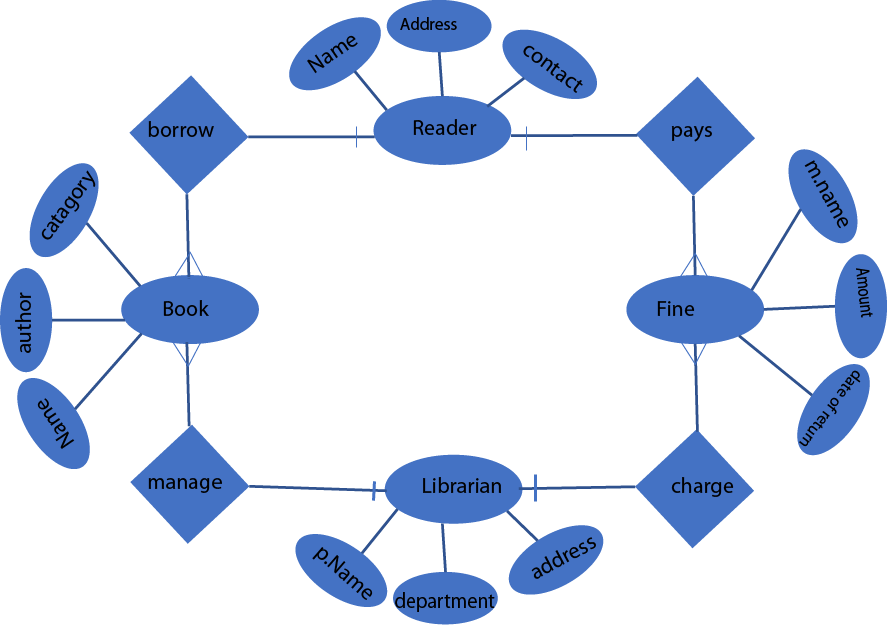 Address
Name
contact
Reader
borrow
pays
catagory
m.name
author
Book
Fine
Amount
Name
date of return
manage
Librarian
charge
p.Name
address
department